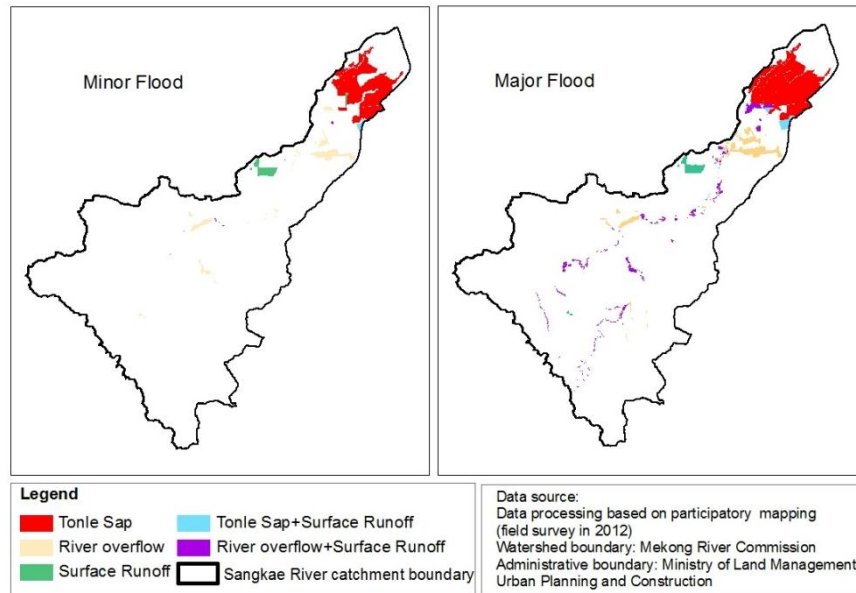 Minor Flood
Major Flood
Legend
Tonle Sap
Tonle Sap+Surface Runoff
River overflow
River overflow+Surface Runoff
Surface Runoff
Sangkae River catchment boundary
Data source:
Data processing based on participatory mapping
(field survey in 2012)
Watershed boundary: Mekong River Commission
Administrative boundary: Ministry of Land Management
Urban Planning and Construction